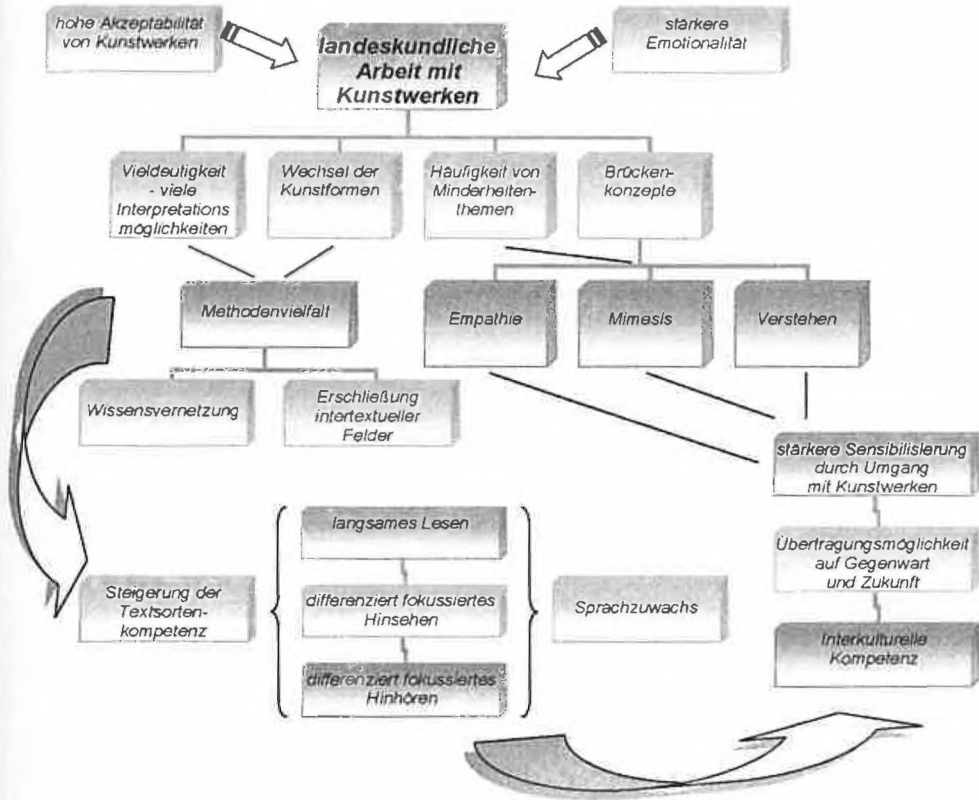 hohe Akzeptabilität
von Kunstwerken
landeskundliche
Arbeit mit
Kunstwerken
stärkere
Emotionalität
Vieldeutigkeit
- viele
Interpretations
möglichkeiten
Wechsel der
Kunstformen
Häufigkeit von
Minderheiten-
themen
Brücken-
konzepte
Methodenvielfalt
Empathie
Mimesis
Verstehen
Wissensvernetzung
Erschließung
intertextueller
Felder
stärkere Sensibilisierung
durch Umgang
mit Kunstwerken
Übertragungsmöglichkeit
auf Gegenwart
und Zukunft
Interkulturelle
Kompetenz
Steigerung der
Textsorten-
kompetenz
langsames Lesen
differenziert fokussiertes
Hinsehen
differenziert fokussiertes
Hinhören
Sprachzuwachs